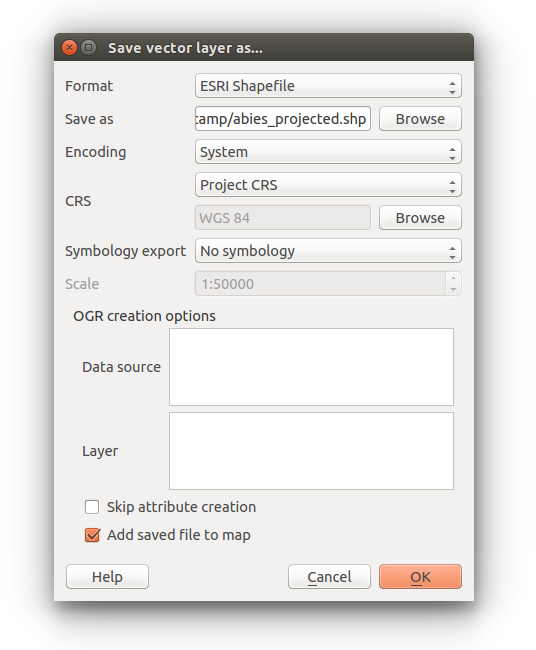 Save vector layer as...
Format ESRI Shapefile
Save as camp/abies_projected.shp Browse
Encoding System
CRS Project CRS
WGS 84 Browse
Symbology export No symbology
Scale 1:50000
OGR creation options
Data source
Layer
Skip attribute creation
Add saved file to map
Help Cancel OK